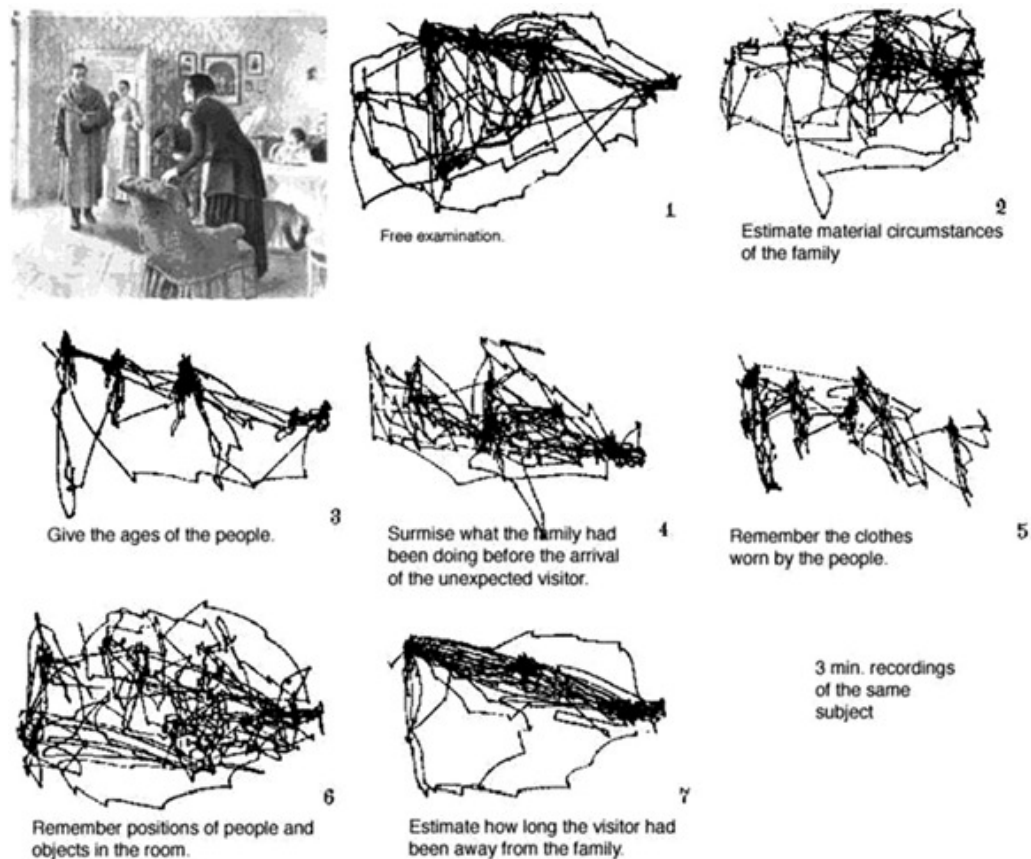 1
Free examination.
2
Estimate material circumstances
of the family
3
Give the ages of the people.
4
Surmise what the family had
been doing before the arrival
of the unexpected visitor.
5
Remember the clothes
worn by the people.
6
Remember positions of people and
objects in the room.
7
Estimate how long the visitor had
been away from the family.
3 min. recordings
of the same
subject